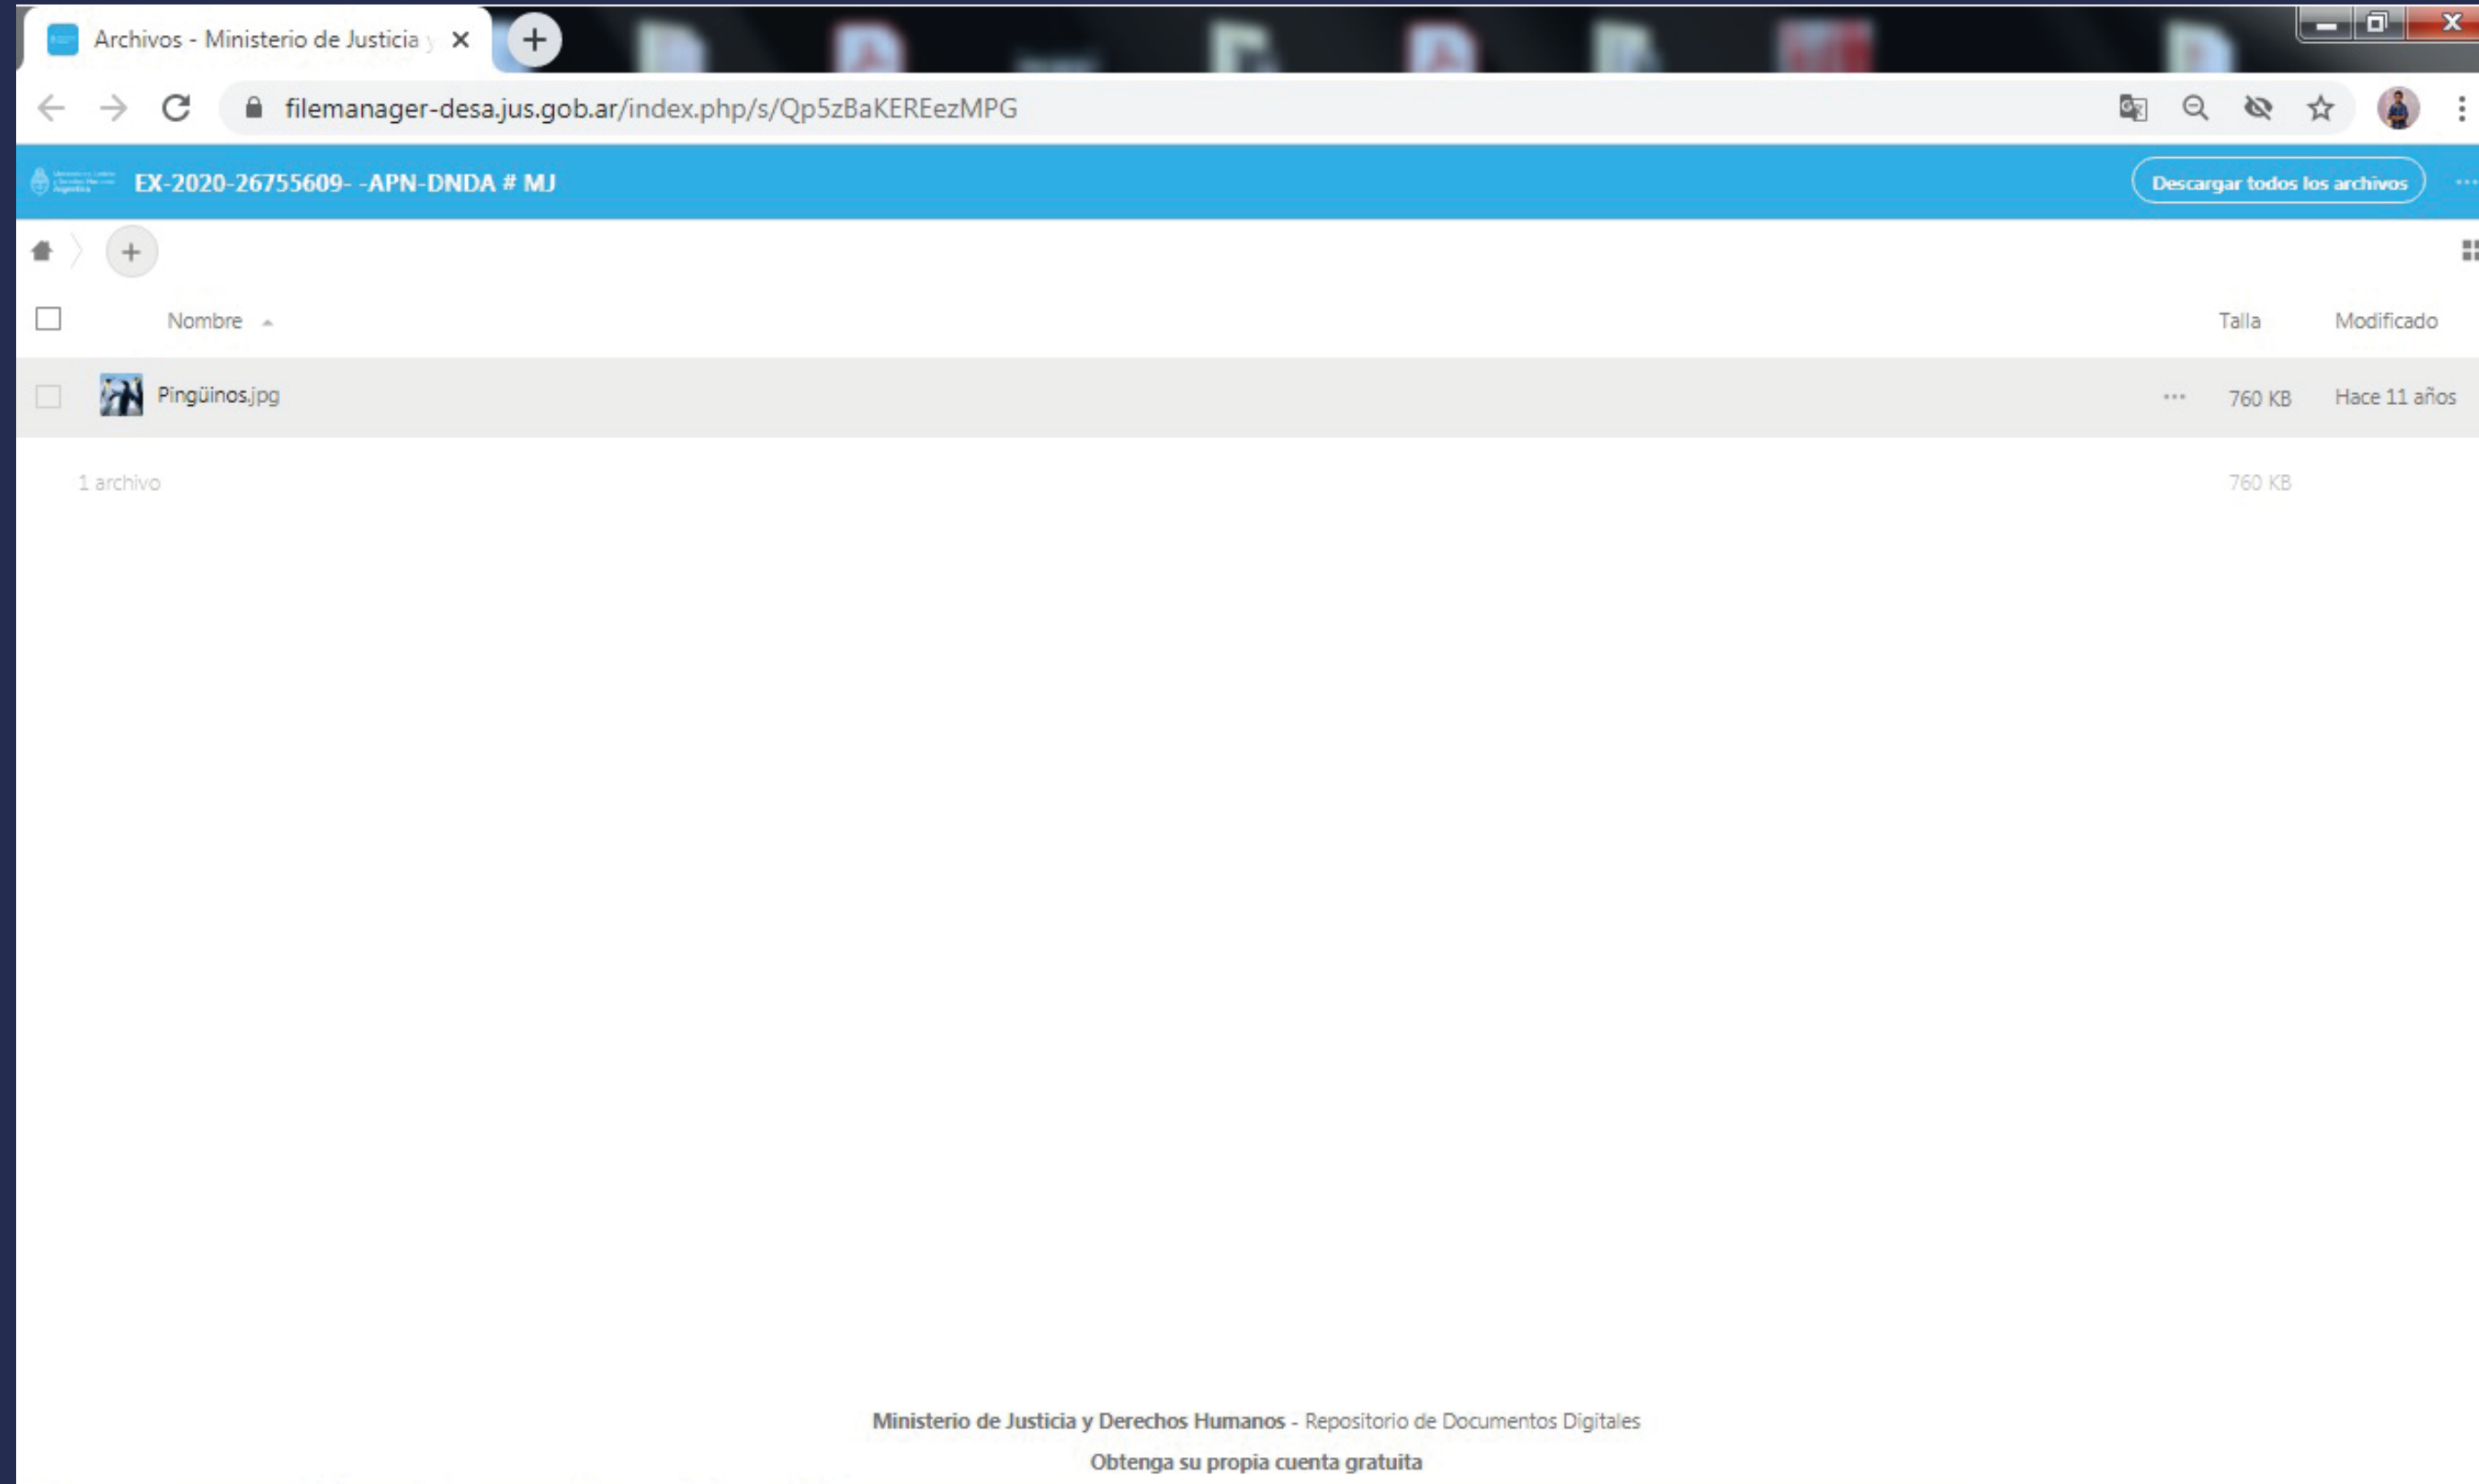 Archivos - Ministerio de Justicia y
filemanager-desa.jus.gob.ar/index.php/s/Qp5zBaKEREezMPG
Argentina
EX-2020-26755609- -APN-DNDA # MJ
Descargar todos los archivos
Nombre
Talla
Modificado
Pingüinos.jpg
760 KB
Hace 11 años
1 archivo
760 KB
Ministerio de Justicia y Derechos Humanos - Repositorio de Documentos Digitales
Obtenga su propia cuenta gratuita